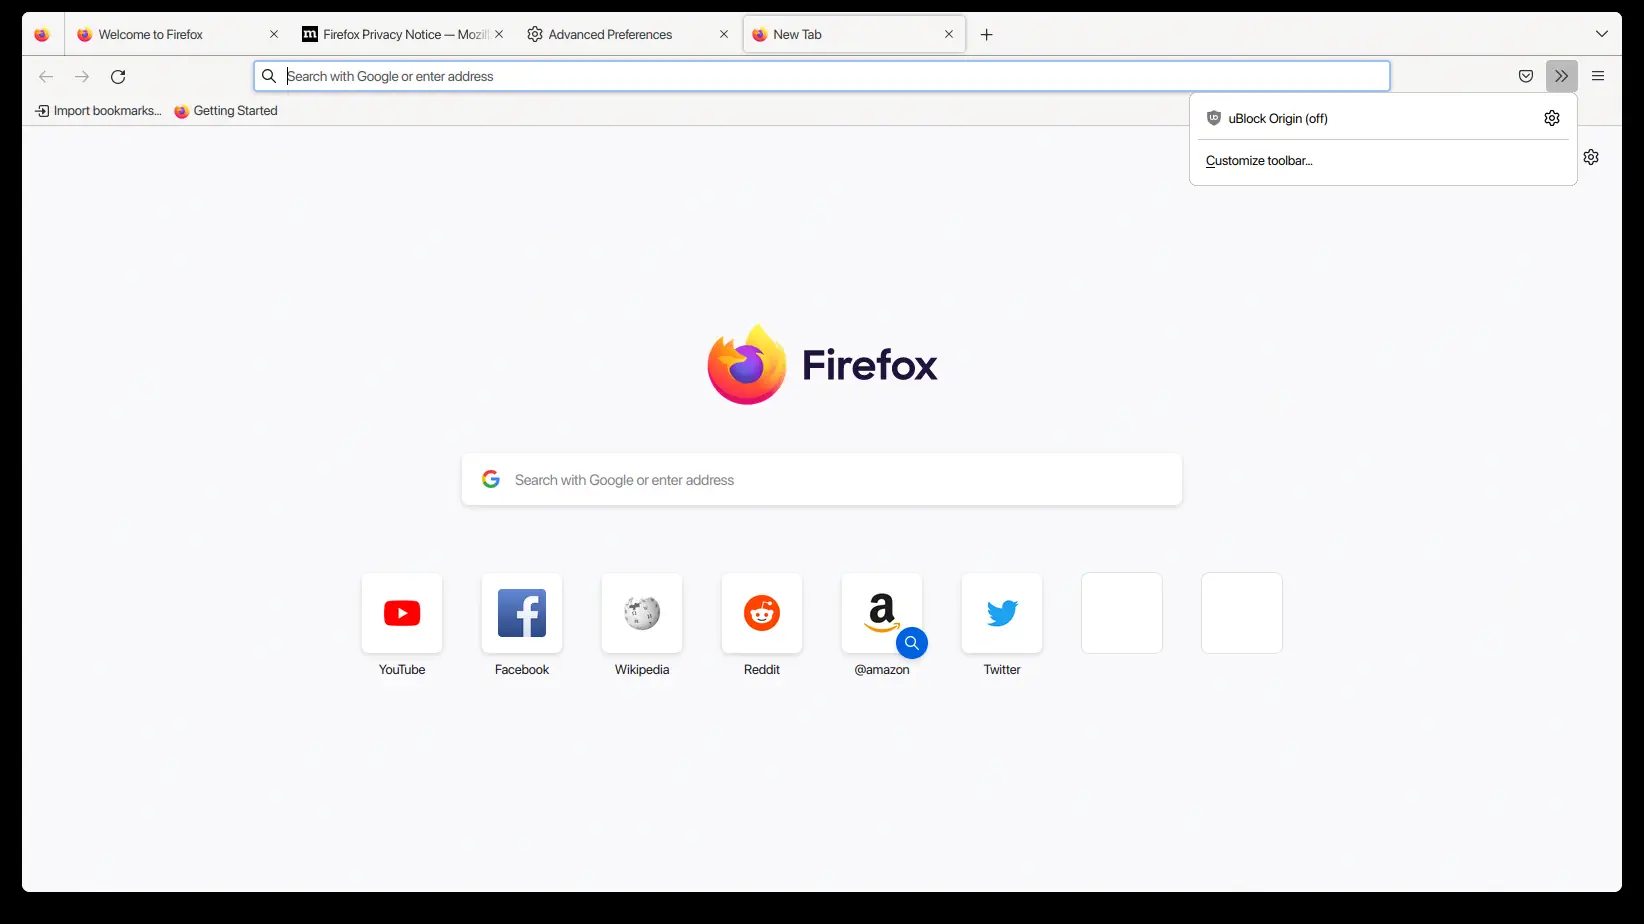 Welcome to Firefox
Firefox Privacy Notice — Mozill
Advanced Preferences
New Tab
Search with Google or enter address
Import bookmarks...
Getting Started
uBlock Origin (off)
Customize toolbar...
Firefox
Search with Google or enter address
YouTube
Facebook
Wikipedia
Reddit
@amazon
Twitter